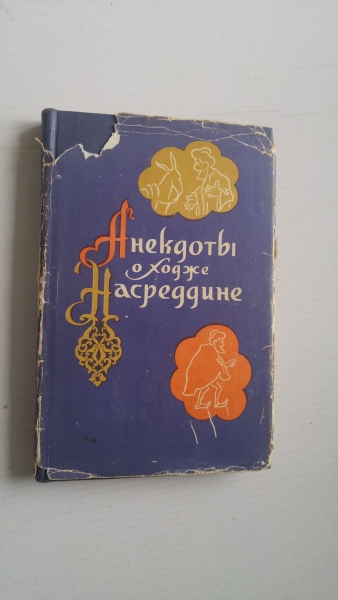 Анекдоты
о Ходже
Насреддине